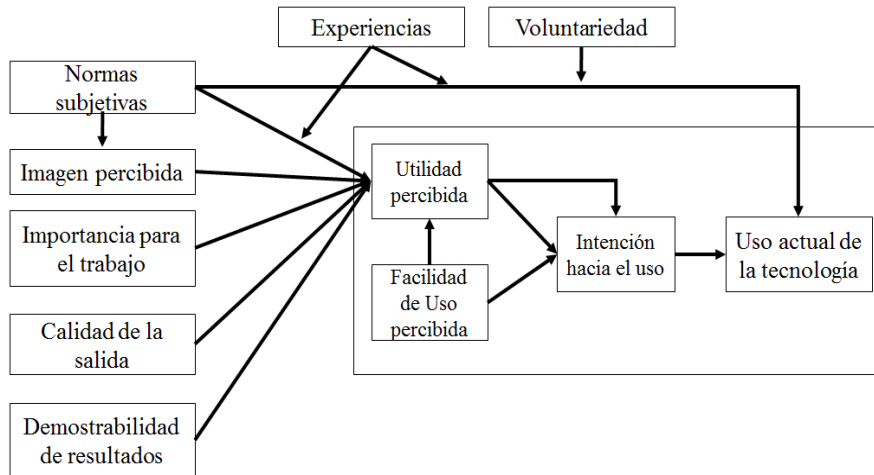 Experiencias
Voluntariedad
Normas
subjetivas
Imagen percibida
Importancia para
el trabajo
Calidad de la
salida
Demostrabilidad
de resultados
Utilidad
percibida
Facilidad
de Uso
percibida
Intención
hacia el uso
Uso actual de
la tecnología